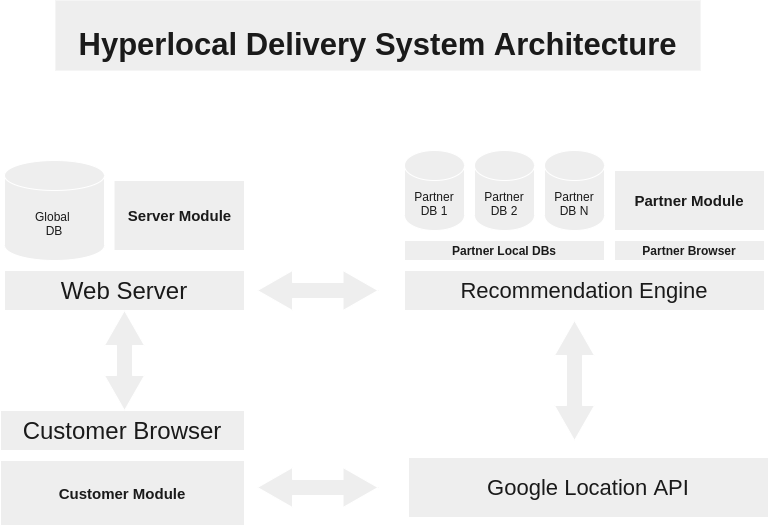 Hyperlocal Delivery System Architecture
Global
DB
Server Module
Web Server
Partner
DB 1
Partner
DB 2
Partner
DB N
Partner Module
Partner Local DBs
Partner Browser
Recommendation Engine
Customer Browser
Customer Module
Google Location API